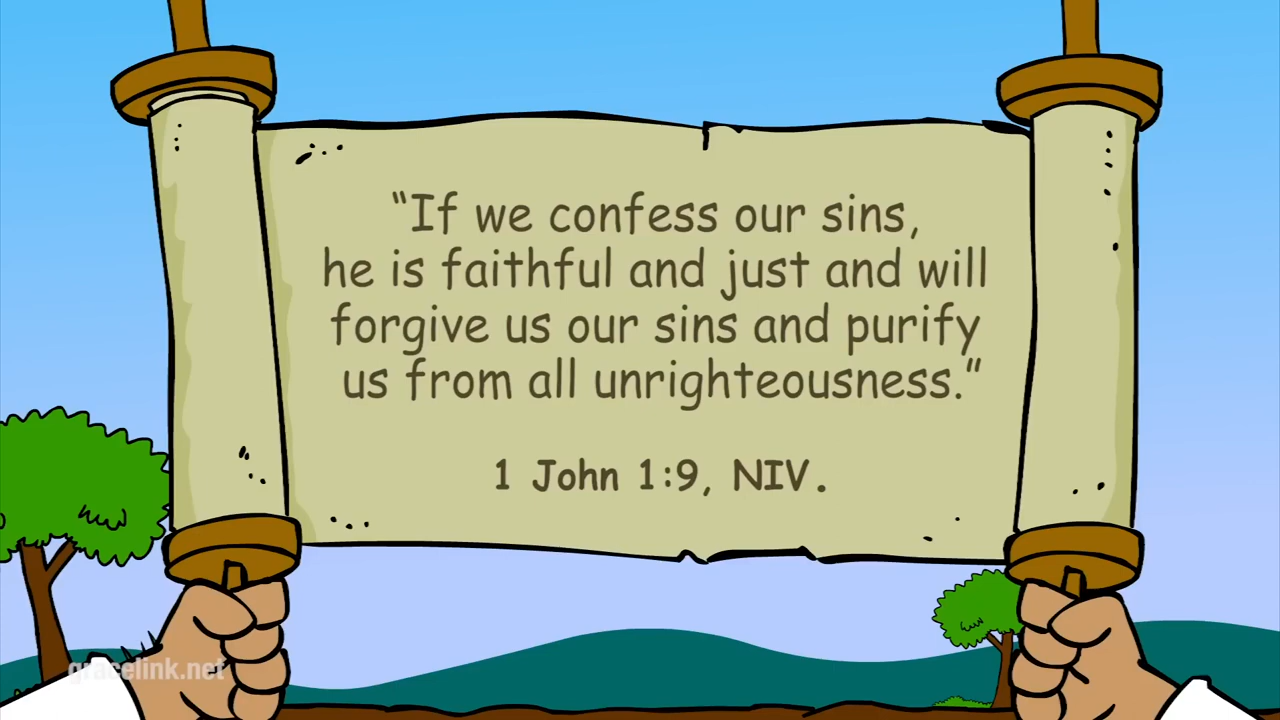 “If we confess our sins,
he is faithful and just and will
forgive us our sins and purify
us from all unrighteousness.”
1 John 1:9, NIV.
gracelink.net